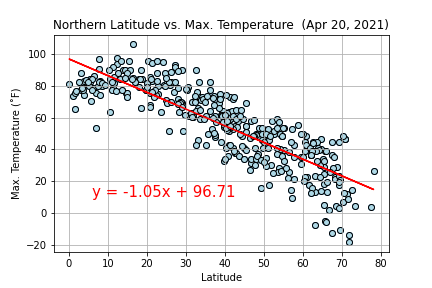 Northern Latitude vs. Max. Temperature (Apr 20, 2021)
Max. Temperature (˚F)
100
80
60
40
20
0
−20
y = -1.05x + 96.71
0 10 20 30 40 50 60 70 80
Latitude